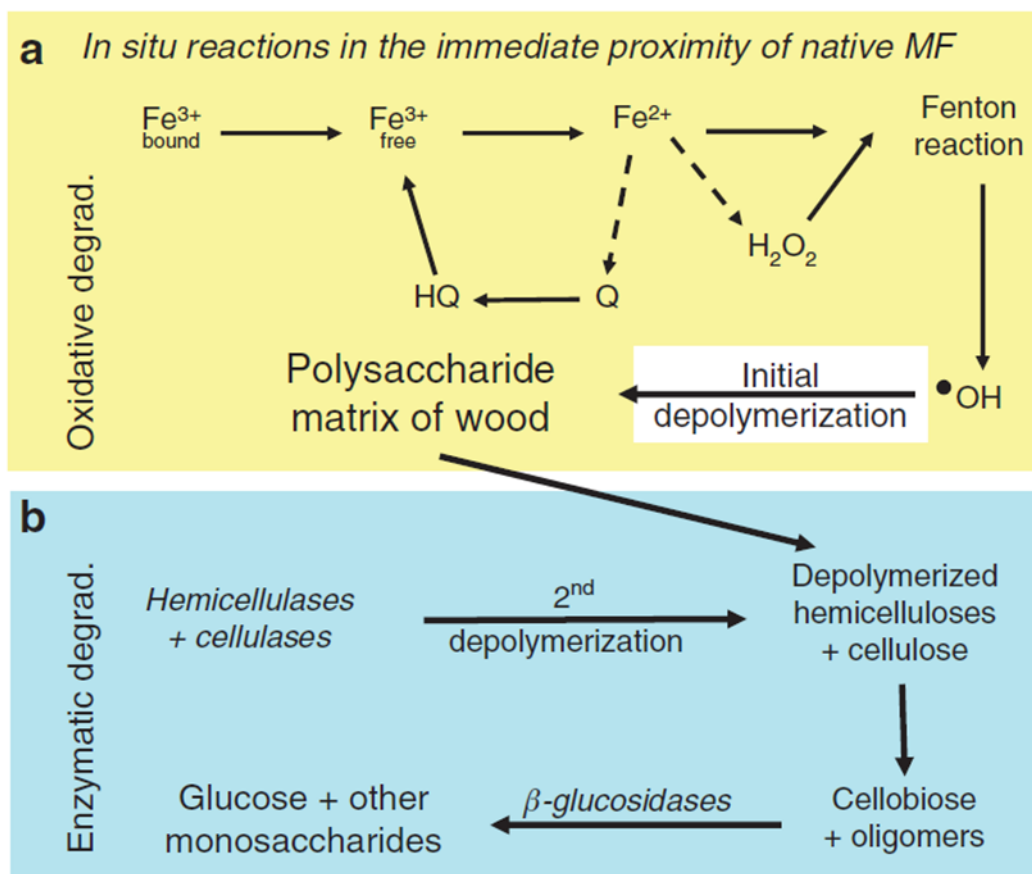 a
In situ reactions in the immediate proximity of native MF
Oxidative degrad.
Fe³⁺
bound
Fe³⁺
free
Fe²⁺
Fenton
reaction
H₂O₂
HQ
Q
Polysaccharide
matrix of wood
Initial
depolymerization
•OH
b
Enzymatic degrad.
Hemicellulases
+ cellulases
2ⁿᵈ
depolymerization
Depolymerized
hemicelluloses
+ cellulose
Glucose + other
monosaccharides
β-glucosidases
Cellobiose
+ oligomers